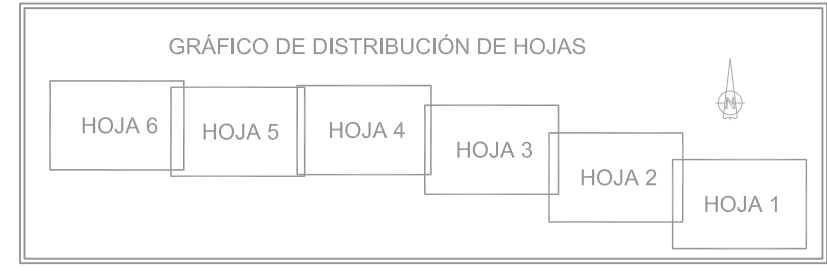 GRÁFICO DE DISTRIBUCIÓN DE HOJAS
N
HOJA 6
HOJA 5
HOJA 4
HOJA 3
HOJA 2
HOJA 1